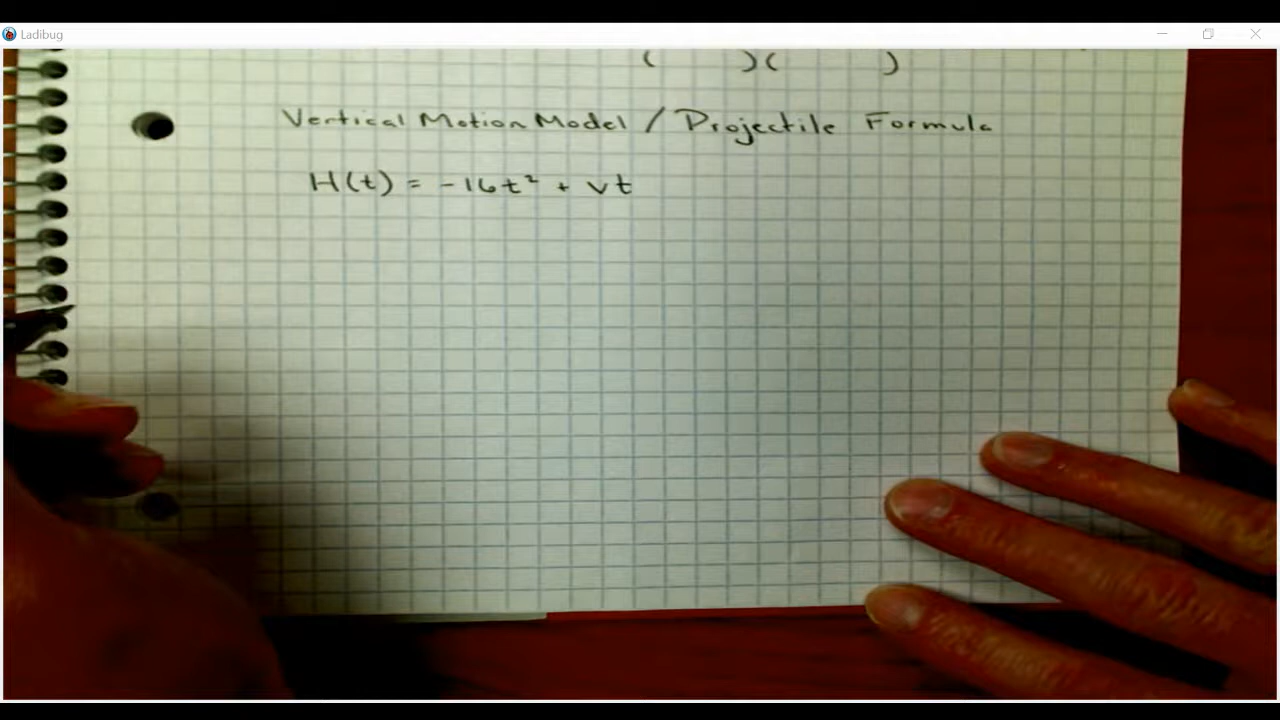 Ladibug
( )( )
Vertical Motion Model / Projectile Formula
H(t) = -16t² + vt